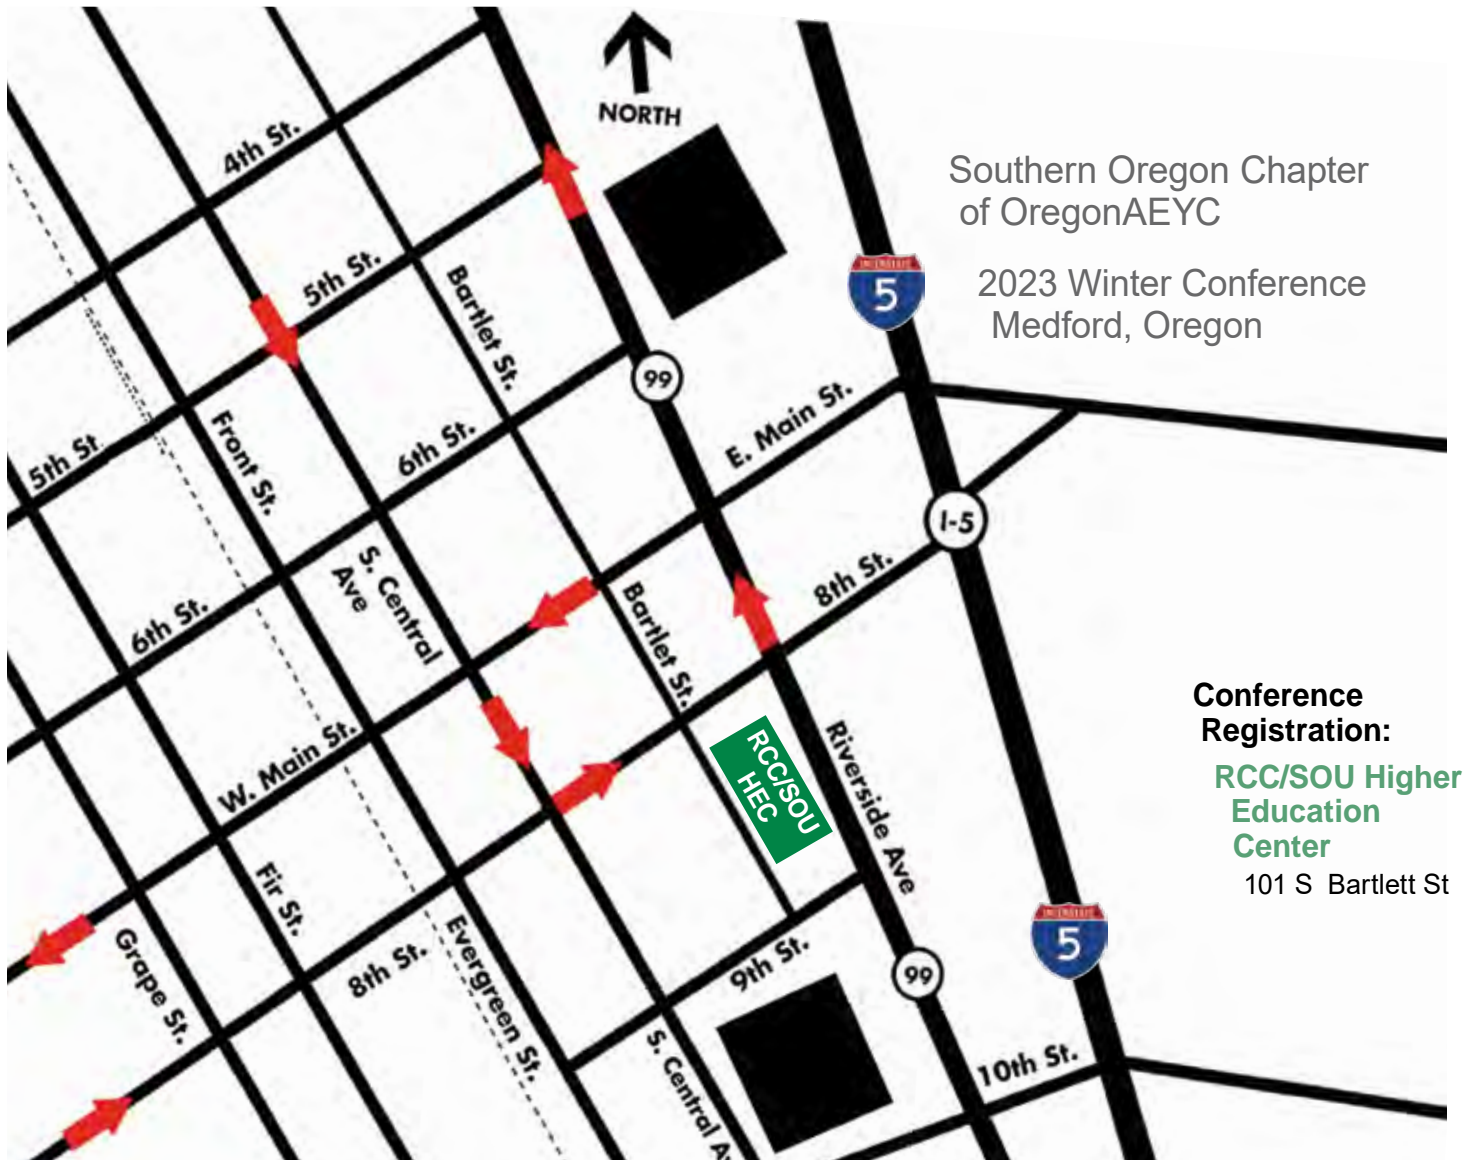 NORTH
4th St.
5th St.
Bartlet St.
Southern Oregon Chapter
of OregonAEYC
5
2023 Winter Conference
Medford, Oregon
99
E. Main St.
5th St.
Front St.
6th St.
I-5
S. Central
Ave
8th St.
Bartlet St.
6th St.
Conference
Registration:
RCC/SOU Higher
Education
Center
101 S Bartlett St
RCC/SOU
HEC
Riverside Ave
W. Main St.
Fir St.
5
Grape St.
8th St.
Evergreen St.
9th St.
99
10th St.
S. Central